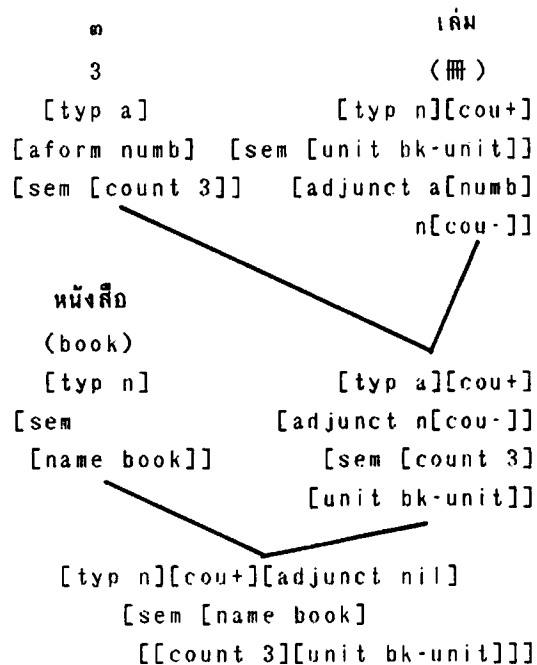 ๓ เล่ม
3 (冊)
[typ a] [typ n][cou+]
[aform numb] [sem [unit bk-unit]]
[sem [count 3]] [adjunct a[numb]
n[cou-]]
หนังสือ
(book)
[typ n] [typ a][cou+]
[sem [adjunct n[cou-]]
[name book]] [sem [count 3]
[unit bk-unit]]
[typ n][cou+][adjunct nil]
[sem [name book]
[[count 3][unit bk-unit]]]